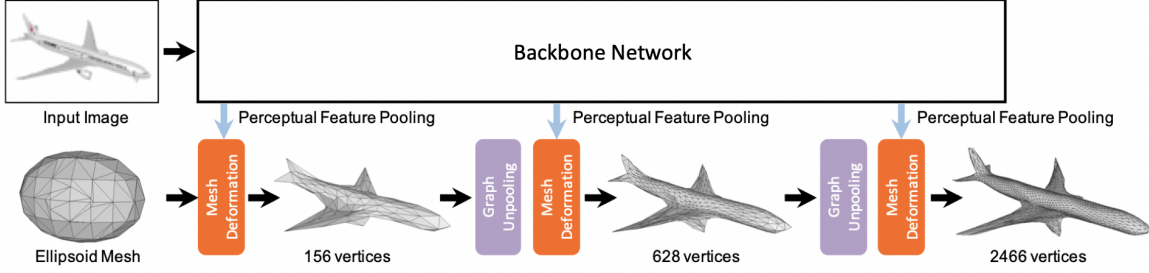 Backbone Network
Input Image
Perceptual Feature Pooling
Perceptual Feature Pooling
Perceptual Feature Pooling
Mesh
Deformation
Graph
Unpooling
Mesh
Deformation
Graph
Unpooling
Mesh
Deformation
Ellipsoid Mesh
156 vertices
628 vertices
2466 vertices